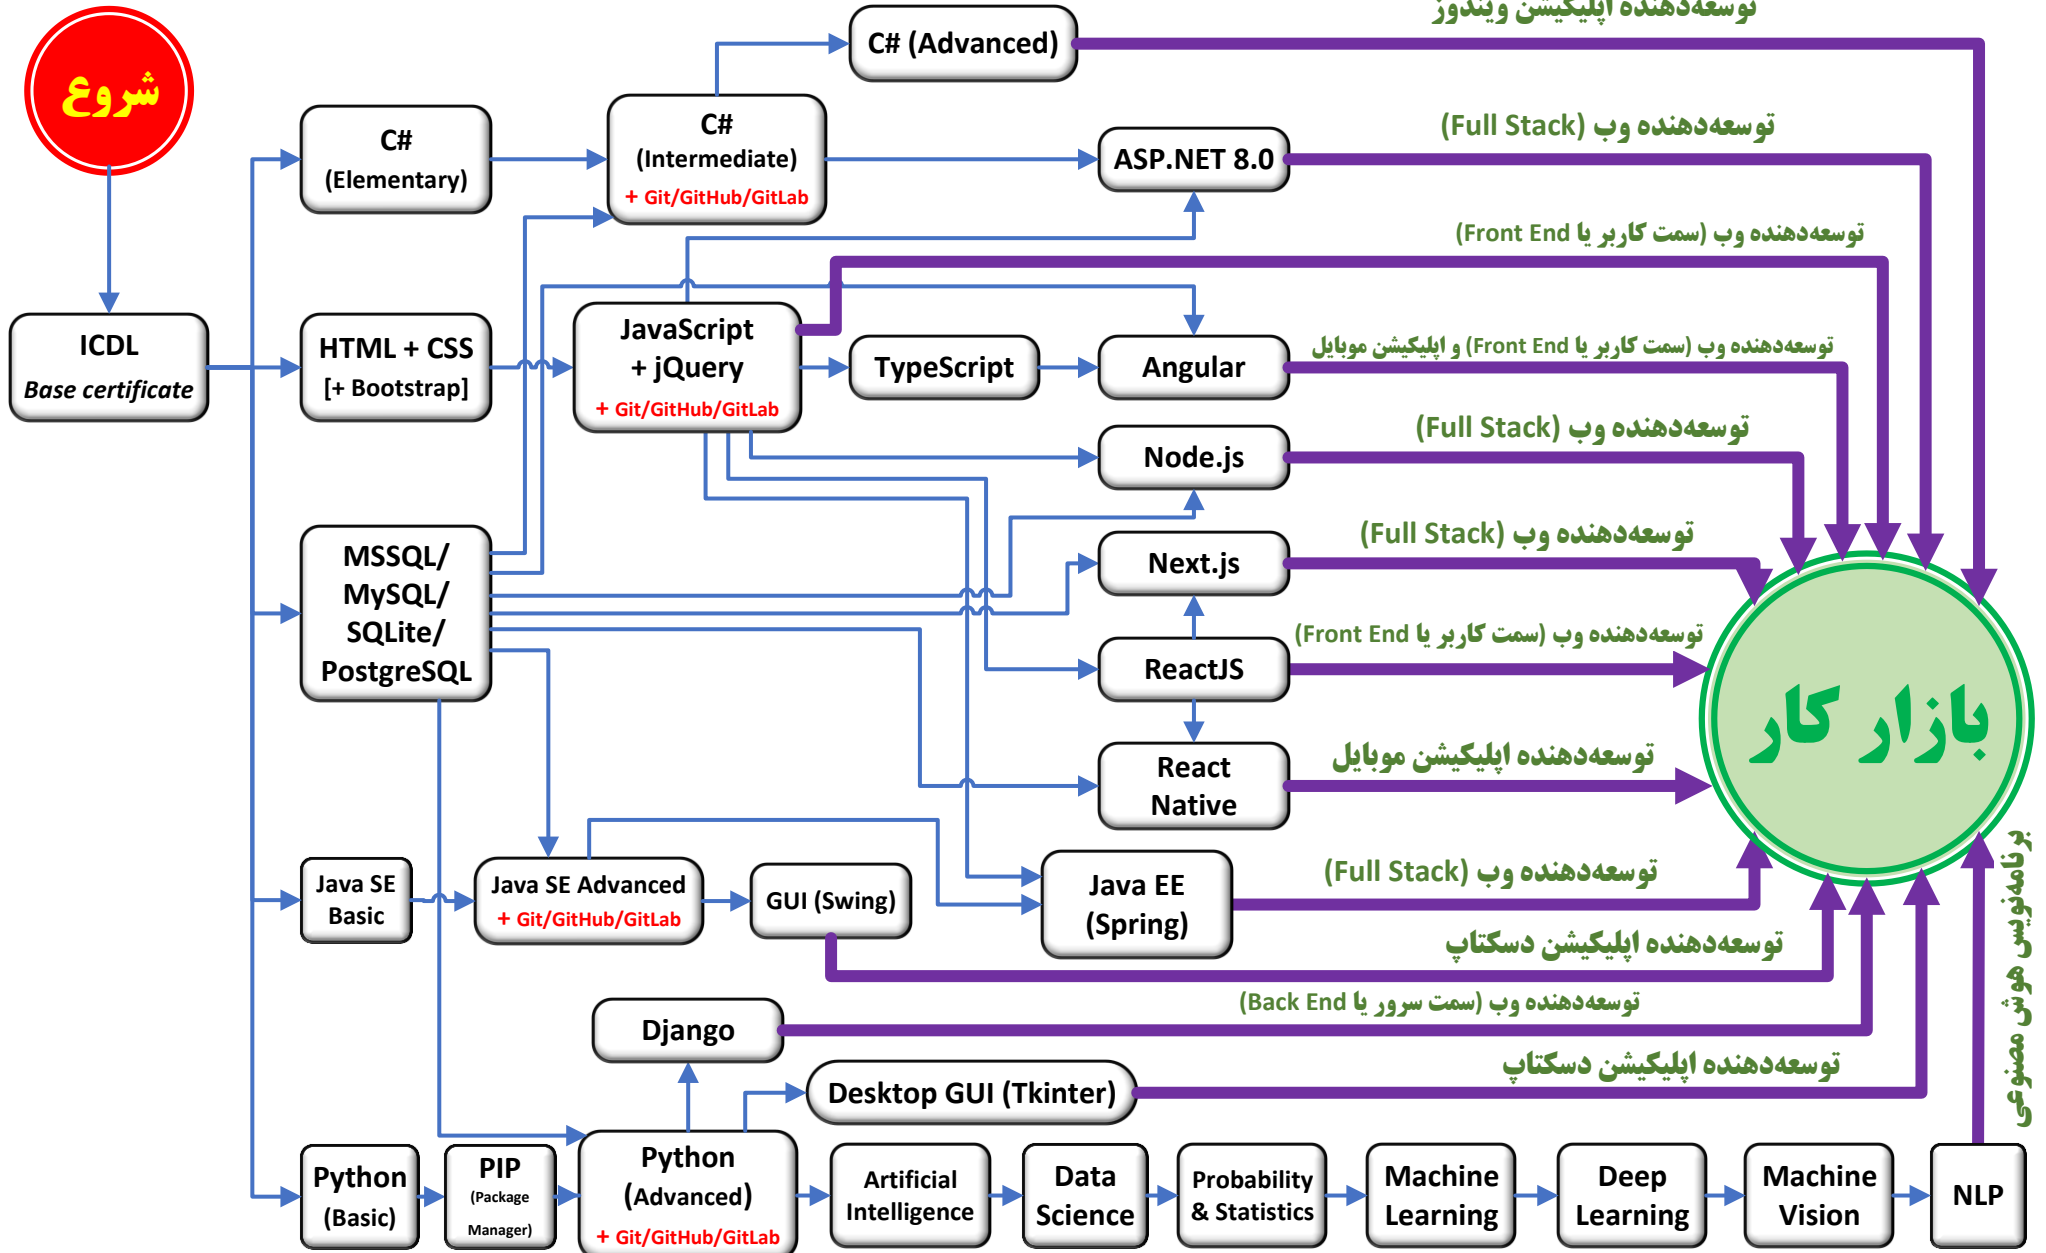 توسعه‌دهنده اپلیکیشن ویندوز
شروع
C# (Advanced)
C#
(Elementary)
C#
(Intermediate)
+ Git/GitHub/GitLab
ASP.NET 8.0
توسعه‌دهنده وب (Full Stack)
توسعه‌دهنده وب (سمت کاربر یا Front End)
ICDL
Base certificate
HTML + CSS
[+ Bootstrap]
JavaScript
+ jQuery
+ Git/GitHub/GitLab
TypeScript
Angular
توسعه‌دهنده وب (سمت کاربر یا Front End) و اپلیکیشن موبایل
Node.js
توسعه‌دهنده وب (Full Stack)
MSSQL/
MySQL/
SQLite/
PostgreSQL
Next.js
توسعه‌دهنده وب (Full Stack)
ReactJS
توسعه‌دهنده وب (سمت کاربر یا Front End)
بازار کار
React
Native
توسعه‌دهنده اپلیکیشن موبایل
Java SE
Basic
Java SE Advanced
+ Git/GitHub/GitLab
GUI (Swing)
Java EE
(Spring)
توسعه‌دهنده وب (Full Stack)
توسعه‌دهنده اپلیکیشن دسکتاپ
Django
توسعه‌دهنده وب (سمت سرور یا Back End)
Desktop GUI (Tkinter)
توسعه‌دهنده اپلیکیشن دسکتاپ
برنامه‌نویس هوش مصنوعی
Python
(Basic)
PIP
(Package
Manager)
Python
(Advanced)
+ Git/GitHub/GitLab
Artificial
Intelligence
Data
Science
Probability
& Statistics
Machine
Learning
Deep
Learning
Machine
Vision
NLP